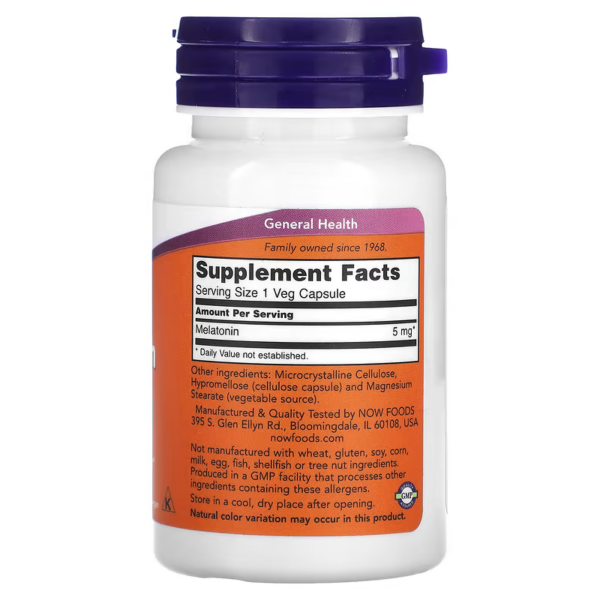 General Health
Family owned since 1968.
Supplement Facts
Serving Size 1 Veg Capsule
Amount Per Serving
Melatonin 5 mg*
* Daily Value not established.
Other ingredients: Microcrystalline Cellulose,
Hypromellose (cellulose capsule) and Magnesium
Stearate (vegetable source).
Manufactured & Quality Tested by NOW FOODS
395 S. Glen Ellyn Rd., Bloomingdale, IL 60108, USA
nowfoods.com
Not manufactured with wheat, gluten, soy, corn,
milk, egg, fish, shellfish or tree nut ingredients.
Produced in a GMP facility that processes other
ingredients containing these allergens.
Store in a cool, dry place after opening.
Natural color variation may occur in this product.
GMP
K